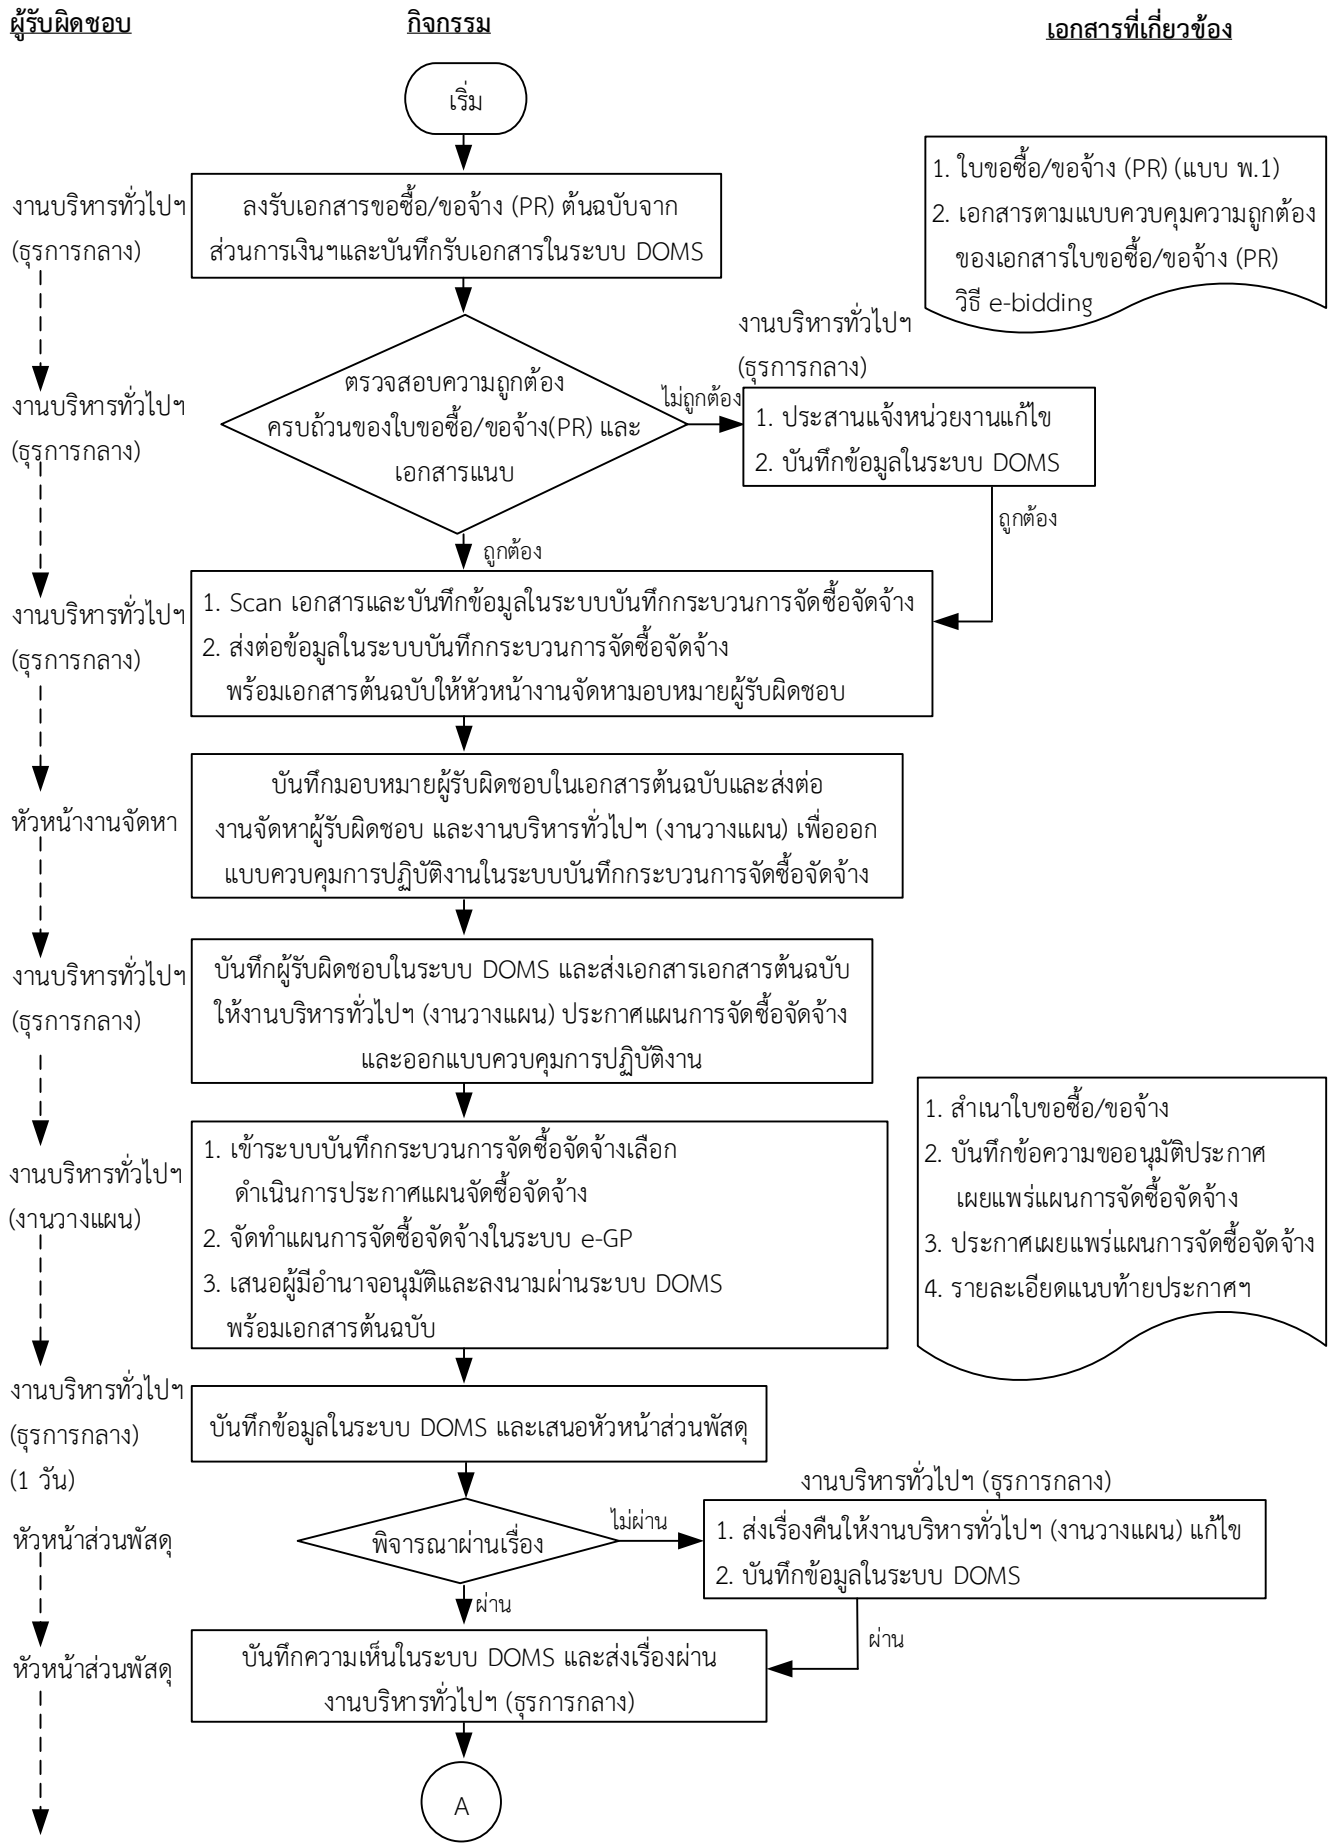 ผู้รับผิดชอบ
กิจกรรม
เอกสารที่เกี่ยวข้อง
เริ่ม
งานบริหารทั่วไปฯ
(ธุรการกลาง)
ลงรับเอกสารขอซื้อ/ขอจ้าง (PR) ต้นฉบับจาก
ส่วนการเงินฯและบันทึกรับเอกสารในระบบ DOMS
1. ใบขอซื้อ/ขอจ้าง (PR) (แบบ พ.1)
2. เอกสารตามแบบควบคุมความถูกต้อง
ของเอกสารใบขอซื้อ/ขอจ้าง (PR)
วิธี e-bidding
งานบริหารทั่วไปฯ
(ธุรการกลาง)
ตรวจสอบความถูกต้อง
ครบถ้วนของใบขอซื้อ/ขอจ้าง(PR) และ
เอกสารแนบ
ไม่ถูกต้อง
งานบริหารทั่วไปฯ
(ธุรการกลาง)
1. ประสานแจ้งหน่วยงานแก้ไข
2. บันทึกข้อมูลในระบบ DOMS
ถูกต้อง
ถูกต้อง
งานบริหารทั่วไปฯ
(ธุรการกลาง)
1. Scan เอกสารและบันทึกข้อมูลในระบบบันทึกกระบวนการจัดซื้อจัดจ้าง
2. ส่งต่อข้อมูลในระบบบันทึกกระบวนการจัดซื้อจัดจ้าง
พร้อมเอกสารต้นฉบับให้หัวหน้างานจัดหามอบหมายผู้รับผิดชอบ
หัวหน้างานจัดหา
บันทึกมอบหมายผู้รับผิดชอบในเอกสารต้นฉบับและส่งต่อ
งานจัดหาผู้รับผิดชอบ และงานบริหารทั่วไปฯ (งานวางแผน) เพื่อออก
แบบควบคุมการปฏิบัติงานในระบบบันทึกกระบวนการจัดซื้อจัดจ้าง
งานบริหารทั่วไปฯ
(ธุรการกลาง)
บันทึกผู้รับผิดชอบในระบบ DOMS และส่งเอกสารเอกสารต้นฉบับ
ให้งานบริหารทั่วไปฯ (งานวางแผน) ประกาศแผนการจัดซื้อจัดจ้าง
และออกแบบควบคุมการปฏิบัติงาน
งานบริหารทั่วไปฯ
(งานวางแผน)
1. เข้าระบบบันทึกกระบวนการจัดซื้อจัดจ้างเลือก
ดำเนินการประกาศแผนจัดซื้อจัดจ้าง
2. จัดทำแผนการจัดซื้อจัดจ้างในระบบ e-GP
3. เสนอผู้มีอำนาจอนุมัติและลงนามผ่านระบบ DOMS
พร้อมเอกสารต้นฉบับ
1. สำเนาใบขอซื้อ/ขอจ้าง
2. บันทึกข้อความขออนุมัติประกาศ
เผยแพร่แผนการจัดซื้อจัดจ้าง
3. ประกาศเผยแพร่แผนการจัดซื้อจัดจ้าง
4. รายละเอียดแนบท้ายประกาศฯ
งานบริหารทั่วไปฯ
(ธุรการกลาง)
(1 วัน)
บันทึกข้อมูลในระบบ DOMS และเสนอหัวหน้าส่วนพัสดุ
หัวหน้าส่วนพัสดุ
พิจารณาผ่านเรื่อง
ไม่ผ่าน
งานบริหารทั่วไปฯ (ธุรการกลาง)
1. ส่งเรื่องคืนให้งานบริหารทั่วไปฯ (งานวางแผน) แก้ไข
2. บันทึกข้อมูลในระบบ DOMS
ผ่าน
ผ่าน
หัวหน้าส่วนพัสดุ
บันทึกความเห็นในระบบ DOMS และส่งเรื่องผ่าน
งานบริหารทั่วไปฯ (ธุรการกลาง)
A